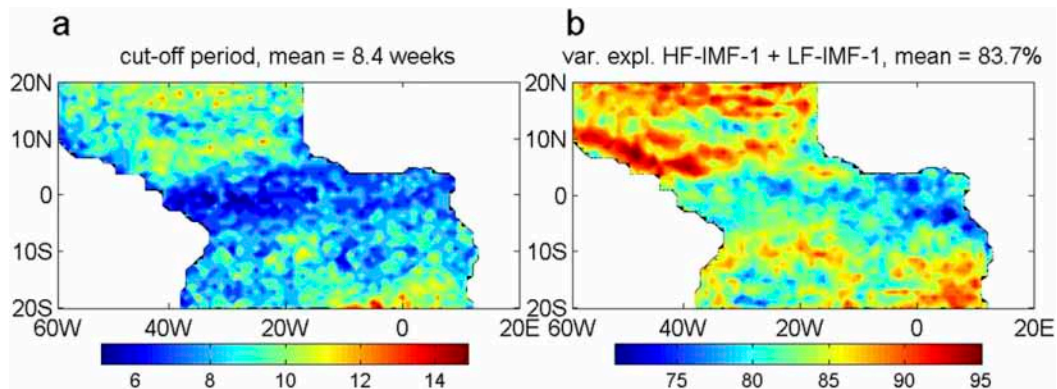 a
cut-off period, mean = 8.4 weeks
20N
10N
0
10S
20S
60W 40W 20W 0 20E
6 8 10 12 14
b
var. expl. HF-IMF-1 + LF-IMF-1, mean = 83.7%
20N
10N
0
10S
20S
60W 40W 20W 0 20E
75 80 85 90 95